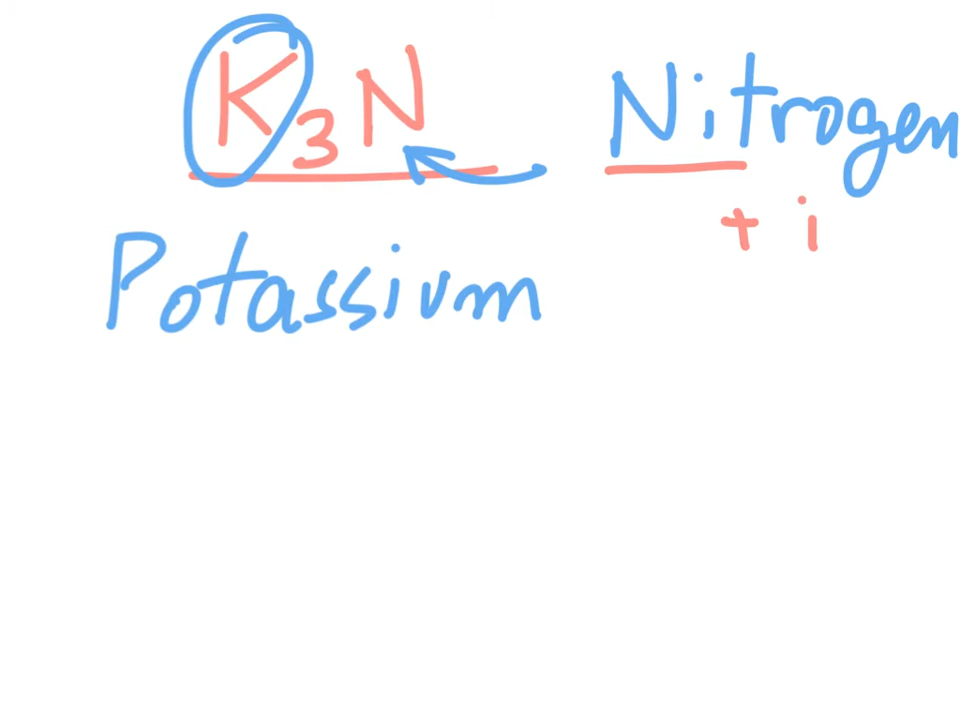 K₃N Nitrogen
+ i
Potassium